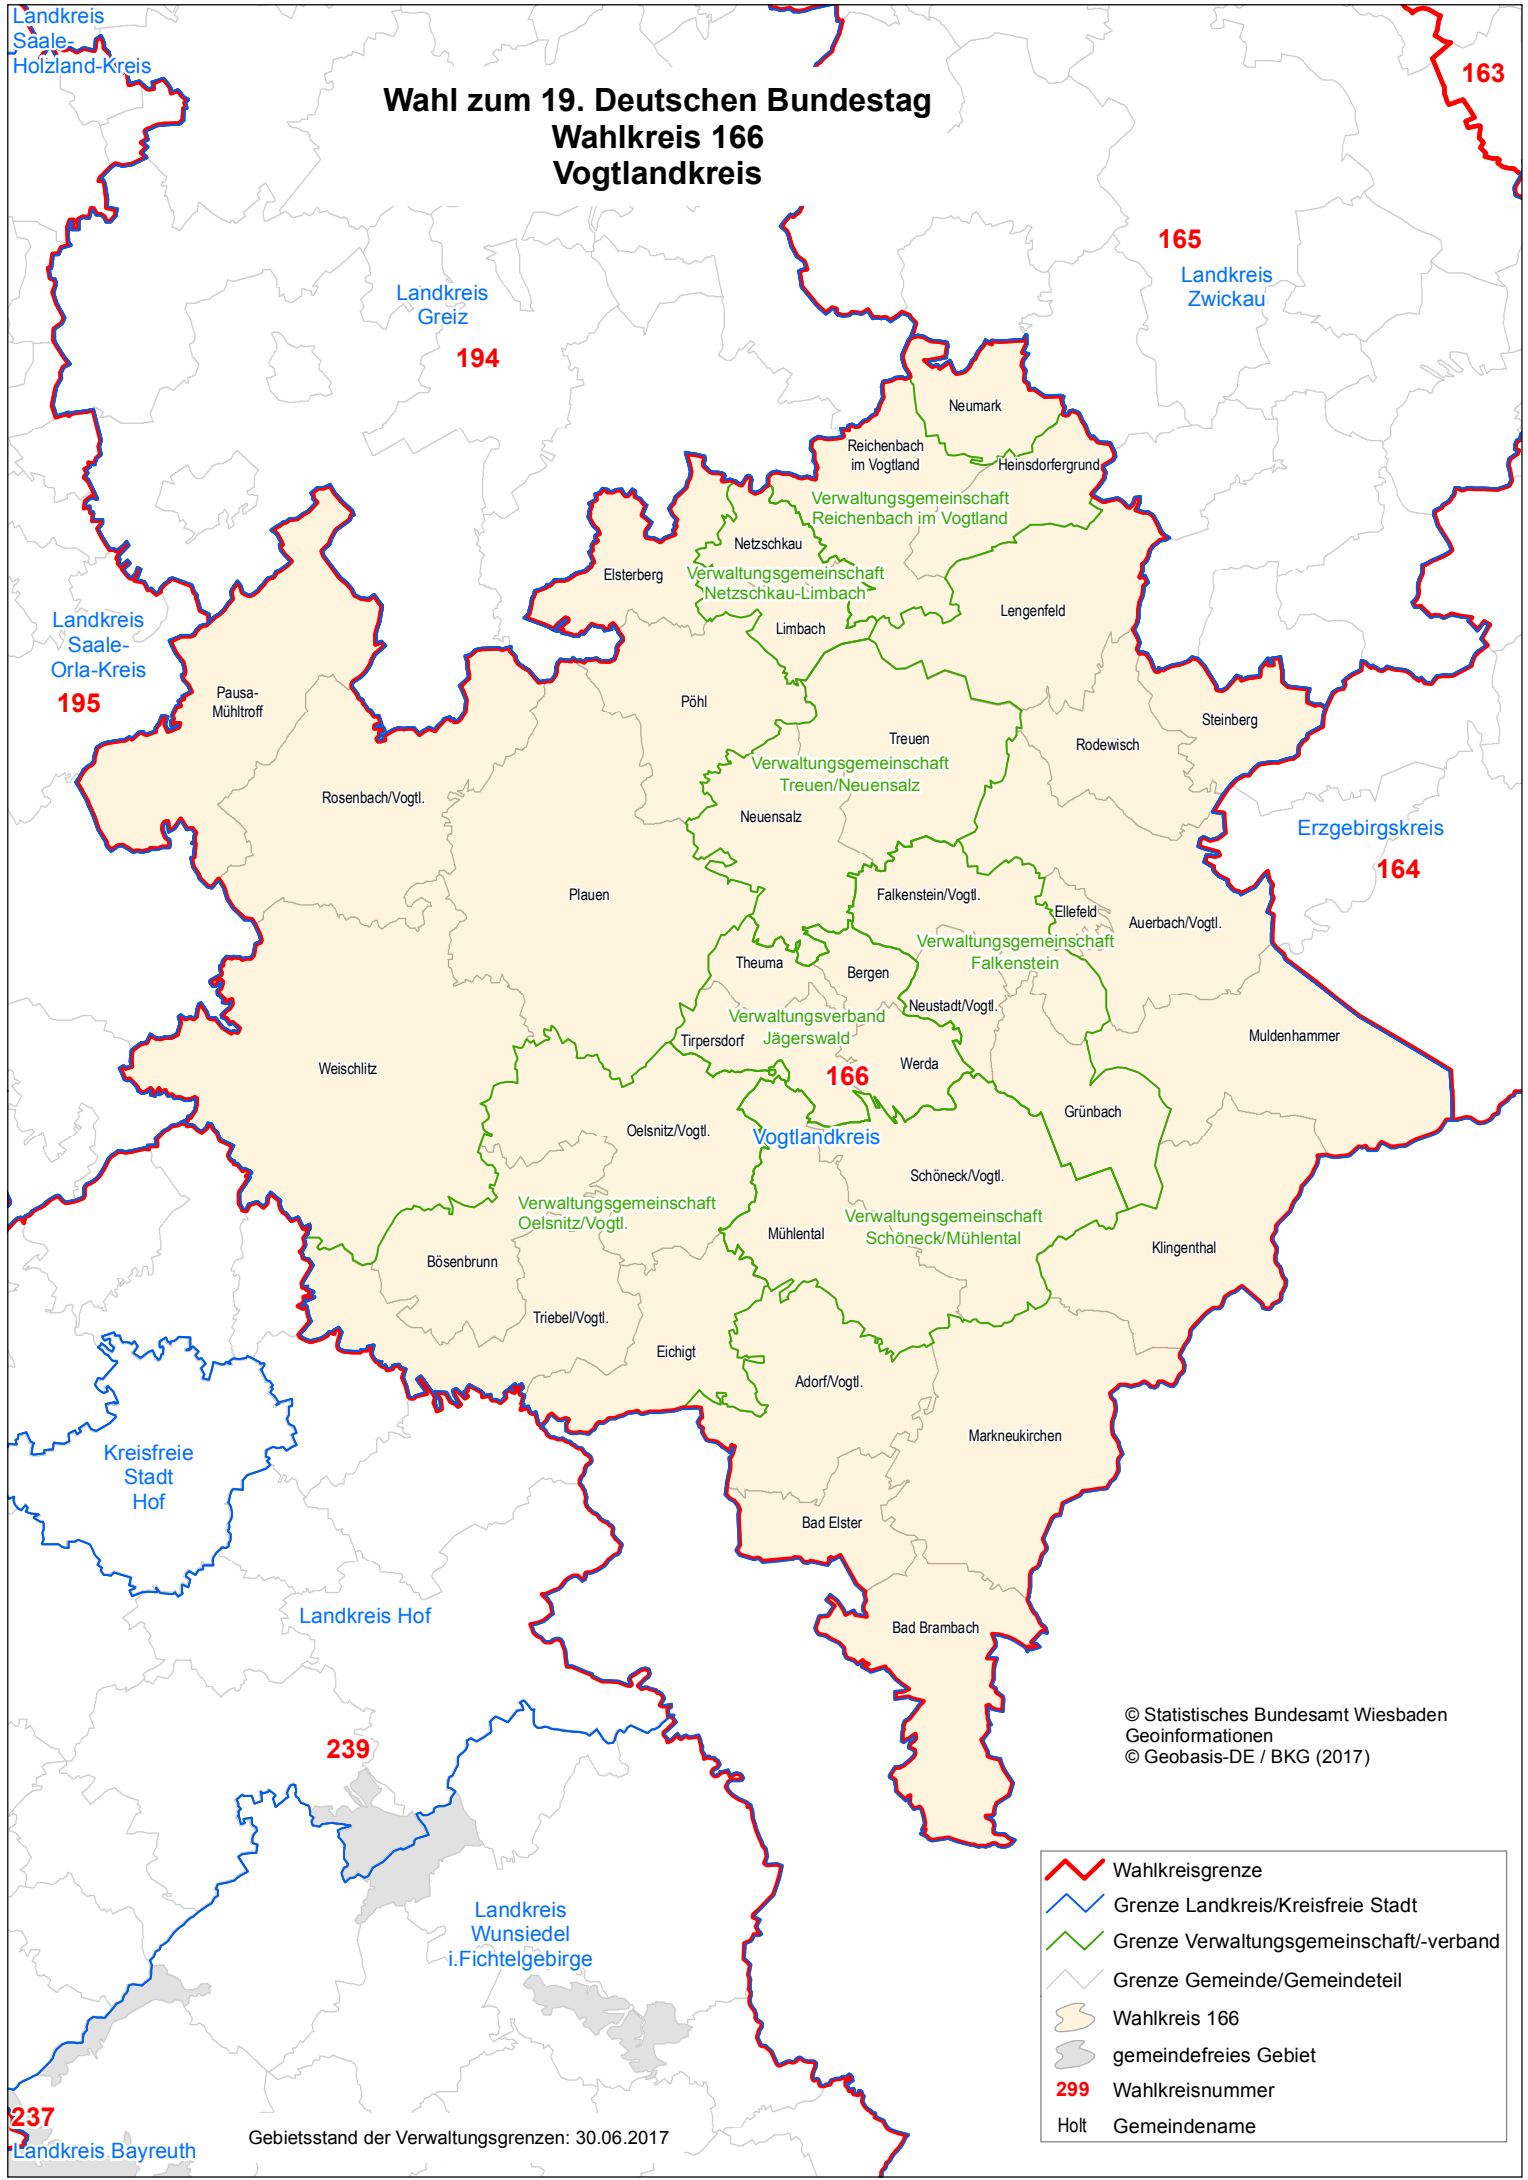 Landkreis
Saale-
Holzland-Kreis
163
Wahl zum 19. Deutschen Bundestag
Wahlkreis 166
Vogtlandkreis
165
Landkreis
Zwickau
Landkreis
Greiz
194
Neumark
Reichenbach
im Vogtland
Heinsdorfergrund
Verwaltungsgemeinschaft
Reichenbach im Vogtland
Netzschkau
Elsterberg
Verwaltungsgemeinschaft
Netzschkau-Limbach
Lengenfeld
Limbach
Landkreis
Saale-
Orla-Kreis
195
Pausa-
Mühltroff
Pöhl
Steinberg
Treuen
Rodewisch
Verwaltungsgemeinschaft
Treuen/Neuensalz
Rosenbach/Vogtl.
Neuensalz
Erzgebirgskreis
164
Plauen
Falkenstein/Vogtl.
Ellefeld
Auerbach/Vogtl.
Verwaltungsgemeinschaft
Falkenstein
Theuma
Bergen
Neustadt/Vogtl.
Verwaltungsverband
Jägerswald
Tirpersdorf
Muldenhammer
Weischlitz
Werda
166
Grünbach
Oelsnitz/Vogtl.
Vogtlandkreis
Schöneck/Vogtl.
Verwaltungsgemeinschaft
Oelsnitz/Vogtl.
Mühlental
Verwaltungsgemeinschaft
Schöneck/Mühlental
Klingenthal
Bösenbrunn
Triebel/Vogtl.
Eichigt
Adorf/Vogtl.
Markneukirchen
Kreisfreie
Stadt
Hof
Bad Elster
Landkreis Hof
Bad Brambach
239
© Statistisches Bundesamt Wiesbaden
Geoinformationen
© Geobasis-DE / BKG (2017)
Landkreis
Wunsiedel
i.Fichtelgebirge
Wahlkreisgrenze
Grenze Landkreis/Kreisfreie Stadt
Grenze Verwaltungsgemeinschaft/-verband
Grenze Gemeinde/Gemeindeteil
Wahlkreis 166
gemeindefreies Gebiet
299 Wahlkreisnummer
Holt Gemeindename
237
Landkreis Bayreuth
Gebietsstand der Verwaltungsgrenzen: 30.06.2017